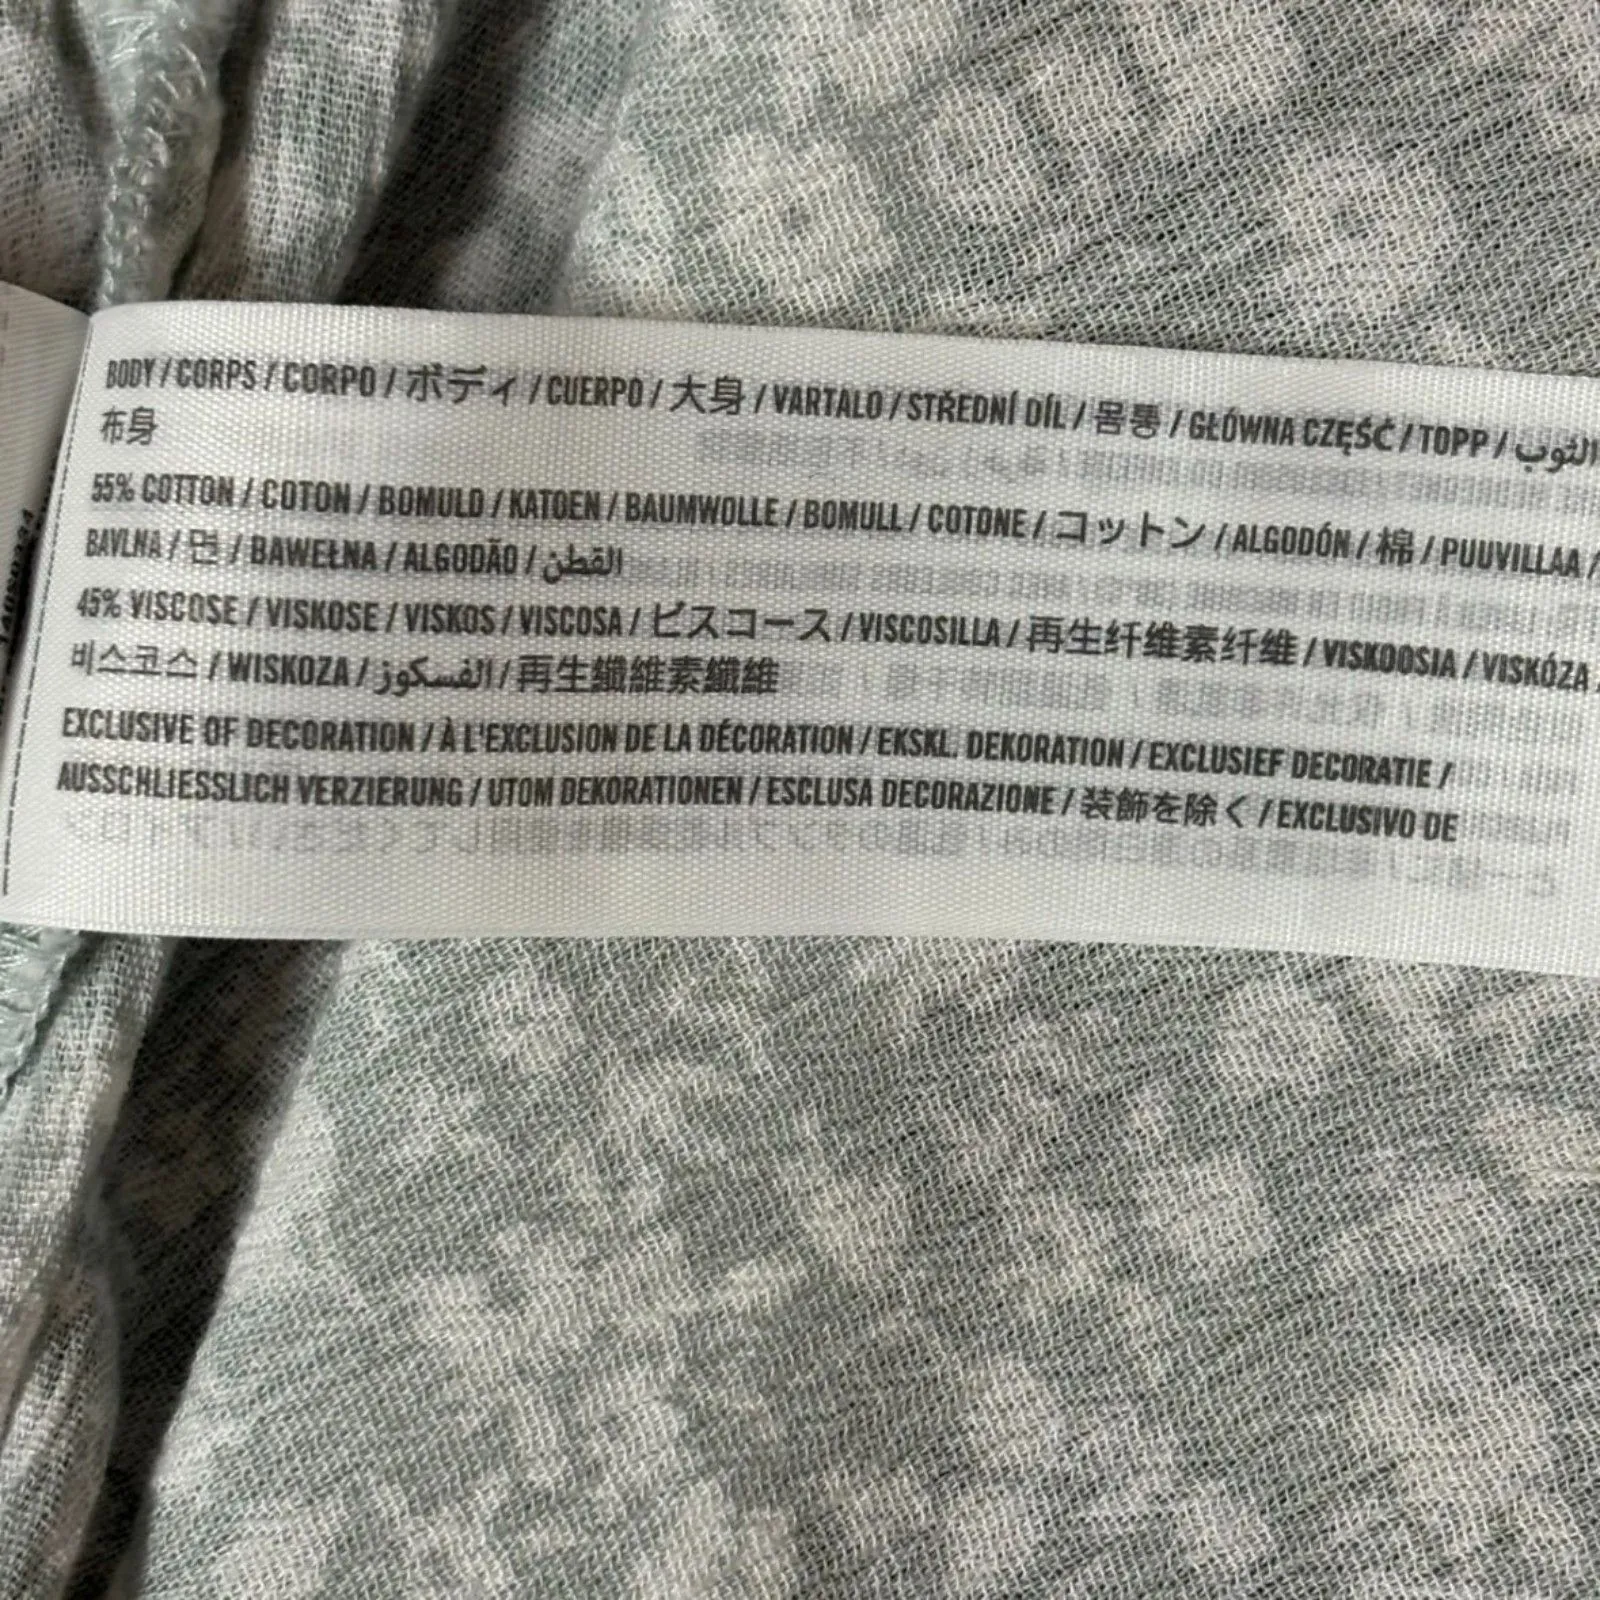 BODY / CORPS / CORPO / ボディ / CUERPO / 大身 / VARTALO / STŘEDNÍ DÍL / 몸통 / GŁÓWNA CZĘŚĆ / TOPP / الثوب
布身
55% COTTON / COTON / BOMULD / KATOEN / BAUMWOLLE / BOMULL / COTONE / コットン / ALGODÓN / 棉 / PUUVILLAA /
BAVLNA / 면 / BAWEŁNA / ALGODÃO / القطن
45% VISCOSE / VISKOSE / VISKOS / VISCOSA / ビスコース / VISCOSILLA / 再生纤维素纤维 / VISKOOSIA / VISKÓZA /
비스코스 / WISKOZA / الفسكوز / 再生纖維素纖維
EXCLUSIVE OF DECORATION / À L'EXCLUSION DE LA DÉCORATION / EKSKL. DEKORATION / EXCLUSIEF DECORATIE /
AUSSCHLIESSLICH VERZIERUNG / UTOM DEKORATIONEN / ESCLUSA DECORAZIONE / 装飾を除く / EXCLUSIVO DE